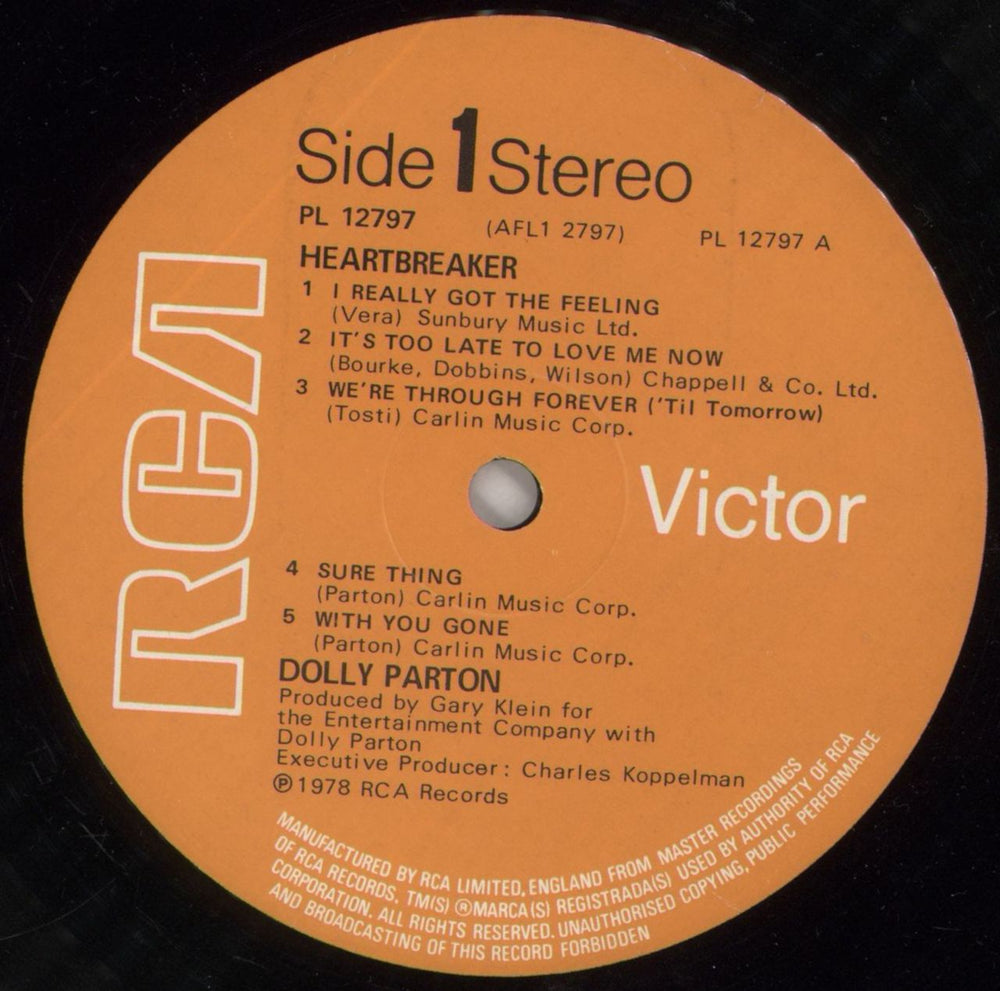 Side 1 Stereo
PL 12797 (AFL1 2797) PL 12797 A
HEARTBREAKER
1 I REALLY GOT THE FEELING
(Vera) Sunbury Music Ltd.
2 IT'S TOO LATE TO LOVE ME NOW
(Bourke, Dobbins, Wilson) Chappell & Co. Ltd.
3 WE'RE THROUGH FOREVER ('Til Tomorrow)
(Tosti) Carlin Music Corp.
RCA
Victor
4 SURE THING
(Parton) Carlin Music Corp.
5 WITH YOU GONE
(Parton) Carlin Music Corp.
DOLLY PARTON
Produced by Gary Klein for
the Entertainment Company with
Dolly Parton
Executive Producer: Charles Koppelman
℗1978 RCA Records
MANUFACTURED BY RCA LIMITED, ENGLAND FROM MASTER RECORDINGS
OF RCA RECORDS. TM(S) ®MARCA(S) REGISTRADA(S) USED BY AUTHORITY OF RCA
CORPORATION. ALL RIGHTS RESERVED. UNAUTHORISED COPYING, PUBLIC PERFORMANCE
AND BROADCASTING OF THIS RECORD FORBIDDEN